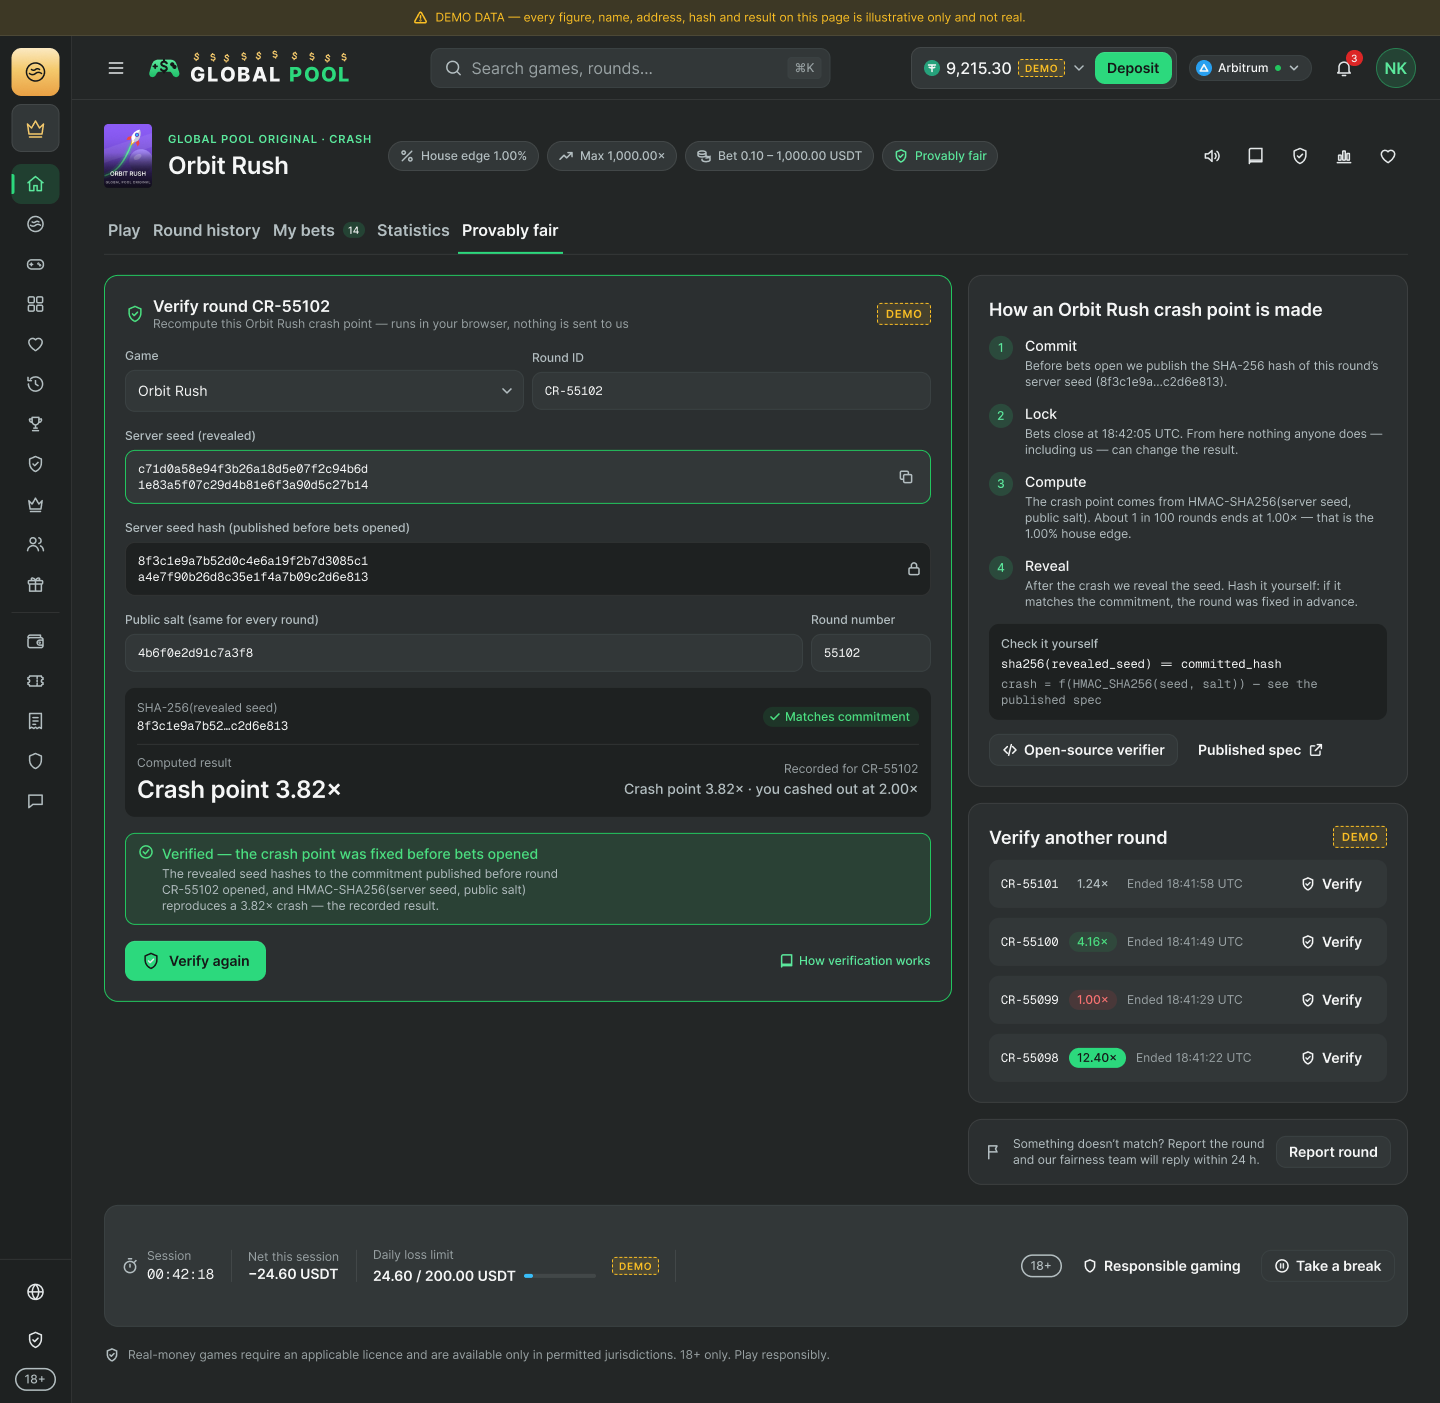 DEMO DATA — every figure, name, address, hash and result on this page is illustrative only and not real.
$ $ $ $ $ $ $ $ $
GLOBAL POOL
Search games, rounds...
⌘K
9,215.30 DEMO
Deposit
Arbitrum
3
NK
ORBIT RUSH
GLOBAL POOL ORIGINAL
GLOBAL POOL ORIGINAL · CRASH
Orbit Rush
House edge 1.00%
Max 1,000.00×
Bet 0.10 – 1,000.00 USDT
Provably fair
Play
Round history
My bets 14
Statistics
Provably fair
Verify round CR-55102
Recompute this Orbit Rush crash point — runs in your browser, nothing is sent to us
DEMO
Game
Orbit Rush
Round ID
CR-55102
Server seed (revealed)
c71d0a58e94f3b26a18d5e07f2c94b6d
1e83a5f07c29d4b81e6f3a90d5c27b14
Server seed hash (published before bets opened)
8f3c1e9a7b52d0c4e6a19f2b7d3085c1
a4e7f90b26d8c35e1f4a7b09c2d6e813
Public salt (same for every round)
4b6f0e2d91c7a3f8
Round number
55102
SHA-256(revealed seed)
8f3c1e9a7b52…c2d6e813
Matches commitment
Computed result
Crash point 3.82×
Recorded for CR-55102
Crash point 3.82× · you cashed out at 2.00×
Verified — the crash point was fixed before bets opened
The revealed seed hashes to the commitment published before round
CR-55102 opened, and HMAC-SHA256(server seed, public salt)
reproduces a 3.82× crash — the recorded result.
Verify again
How verification works
How an Orbit Rush crash point is made
1
Commit
Before bets open we publish the SHA-256 hash of this round's
server seed (8f3c1e9a…c2d6e813).
2
Lock
Bets close at 18:42:05 UTC. From here nothing anyone does —
including us — can change the result.
3
Compute
The crash point comes from HMAC-SHA256(server seed,
public salt). About 1 in 100 rounds ends at 1.00× — that is the
1.00% house edge.
4
Reveal
After the crash we reveal the seed. Hash it yourself: if it
matches the commitment, the round was fixed in advance.
Check it yourself
sha256(revealed_seed) == committed_hash
crash = f(HMAC_SHA256(seed, salt)) — see the
published spec
Open-source verifier
Published spec
Verify another round
DEMO
CR-55101 1.24× Ended 18:41:58 UTC Verify
CR-55100 4.16× Ended 18:41:49 UTC Verify
CR-55099 1.00× Ended 18:41:29 UTC Verify
CR-55098 12.40× Ended 18:41:22 UTC Verify
Something doesn't match? Report the round
and our fairness team will reply within 24 h.
Report round
Session
00:42:18
Net this session
−24.60 USDT
Daily loss limit
24.60 / 200.00 USDT
DEMO
18+
Responsible gaming
Take a break
18+
Real-money games require an applicable licence and are available only in permitted jurisdictions. 18+ only. Play responsibly.